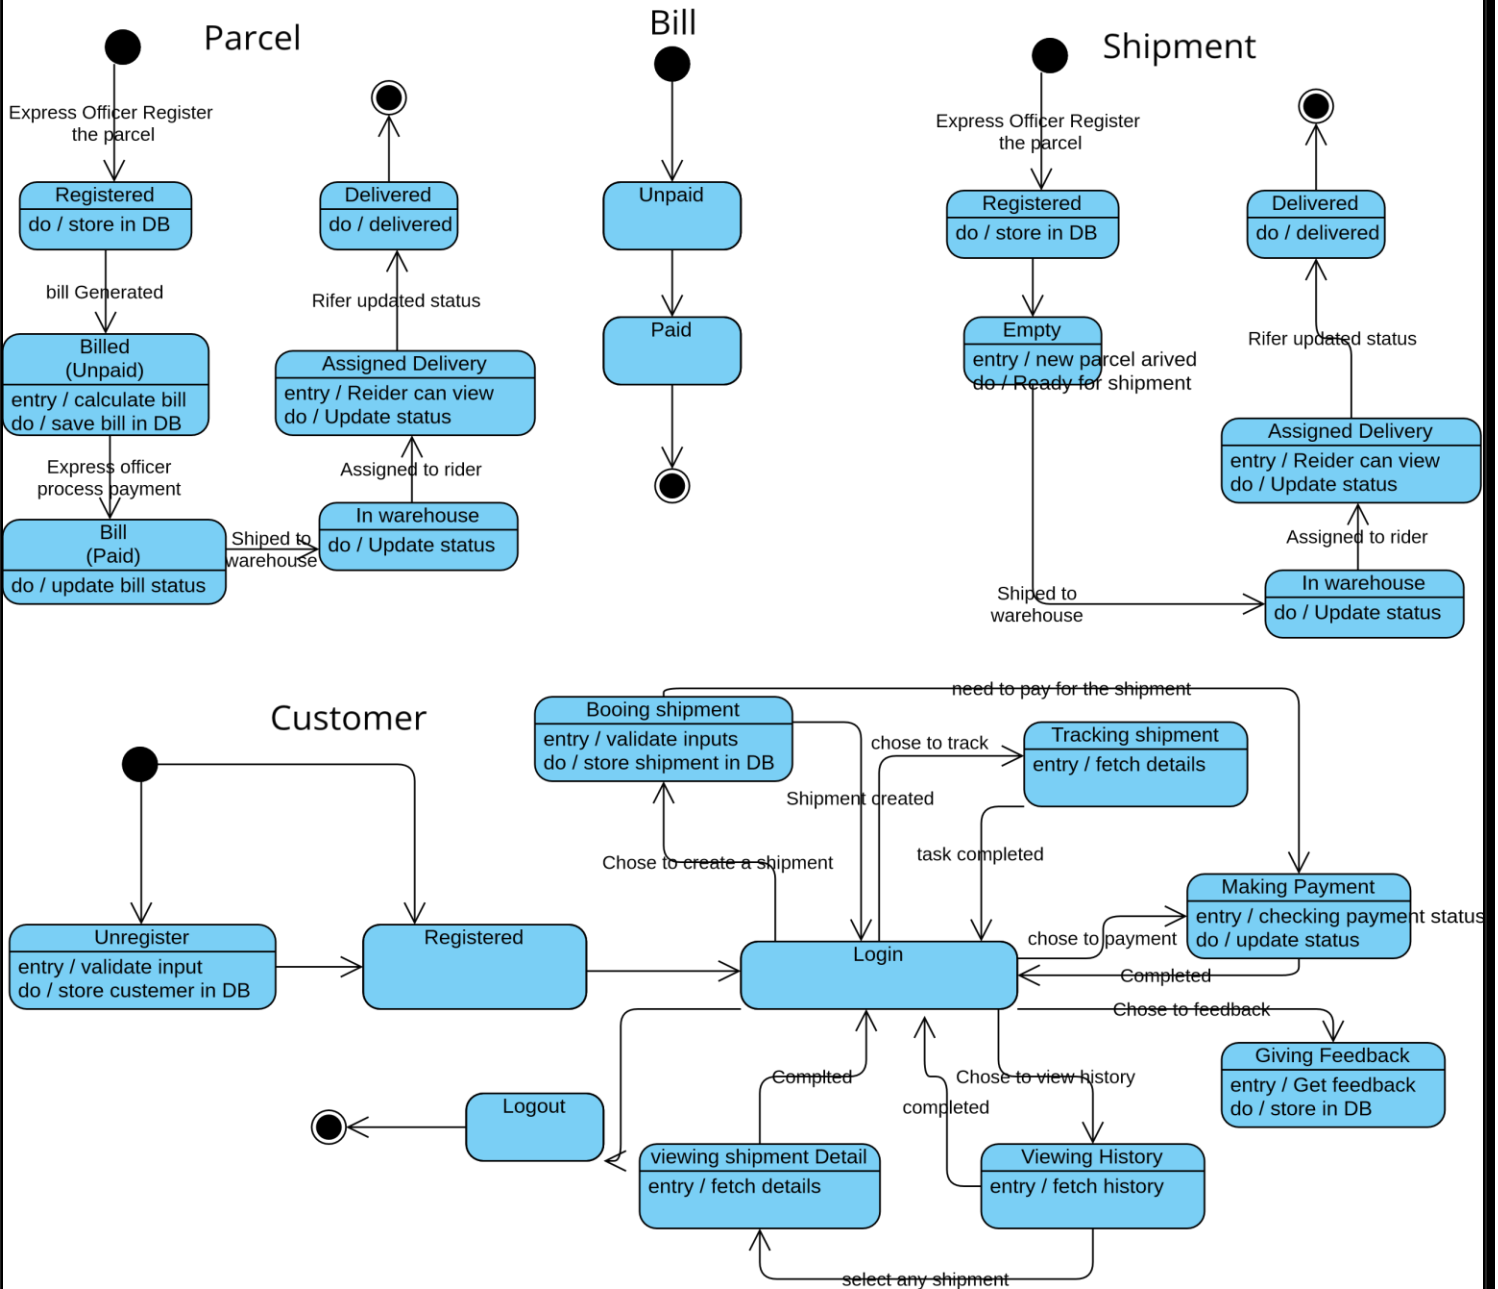 Parcel
Express Officer Register
the parcel
Registered
do / store in DB
bill Generated
Billed
(Unpaid)
entry / calculate bill
do / save bill in DB
Express officer
process payment
Bill
(Paid)
do / update bill status
Shiped to
warehouse
In warehouse
do / Update status
Assigned to rider
Assigned Delivery
entry / Reider can view
do / Update status
Rifer updated status
Delivered
do / delivered
Bill
Unpaid
Paid
Shipment
Express Officer Register
the parcel
Registered
do / store in DB
Empty
entry / new parcel arived
do / Ready for shipment
Shiped to
warehouse
In warehouse
do / Update status
Assigned to rider
Assigned Delivery
entry / Reider can view
do / Update status
Rifer updated status
Delivered
do / delivered
Customer
Unregister
entry / validate input
do / store custemer in DB
Registered
Login
Chose to create a shipment
Booing shipment
entry / validate inputs
do / store shipment in DB
Shipment created
need to pay for the shipment
chose to track
Tracking shipment
entry / fetch details
task completed
chose to payment
Making Payment
entry / checking payment status
do / update status
Completed
Chose to feedback
Giving Feedback
entry / Get feedback
do / store in DB
Chose to view history
Viewing History
entry / fetch history
completed
select any shipment
viewing shipment Detail
entry / fetch details
Complted
Logout